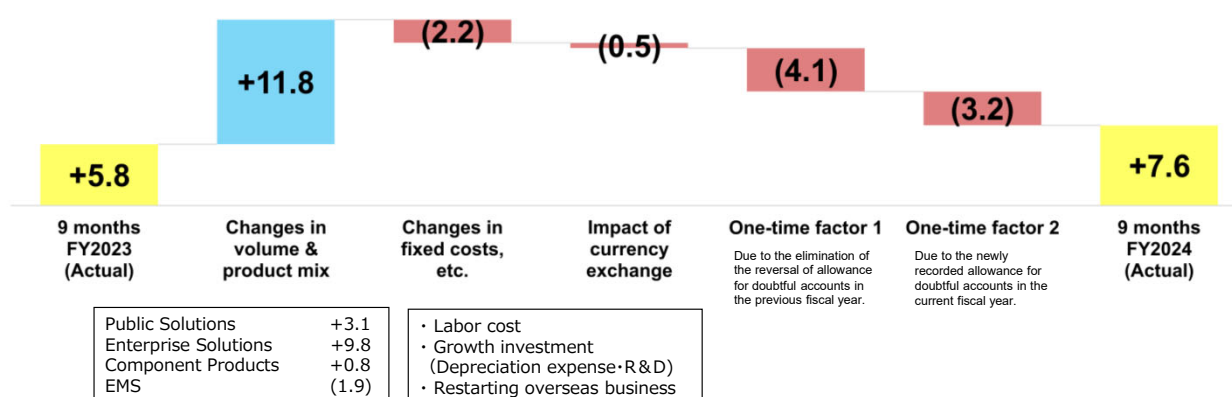 +5.8
+11.8
(2.2)
(0.5)
(4.1)
(3.2)
+7.6
9 months
FY2023
(Actual)
Changes in
volume &
product mix
Changes in
fixed costs,
etc.
Impact of
currency
exchange
One-time factor 1
Due to the elimination of
the reversal of allowance
for doubtful accounts in
the previous fiscal year.
One-time factor 2
Due to the newly
recorded allowance for
doubtful accounts in the
current fiscal year.
9 months
FY2024
(Actual)
Public Solutions +3.1
Enterprise Solutions +9.8
Component Products +0.8
EMS (1.9)
・Labor cost
・Growth investment
（Depreciation expense・R&D）
・Restarting overseas business